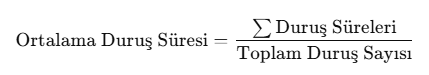 Ortalama Duruş Süresi = ∑ Duruş Süreleri / Toplam Duruş Sayısı